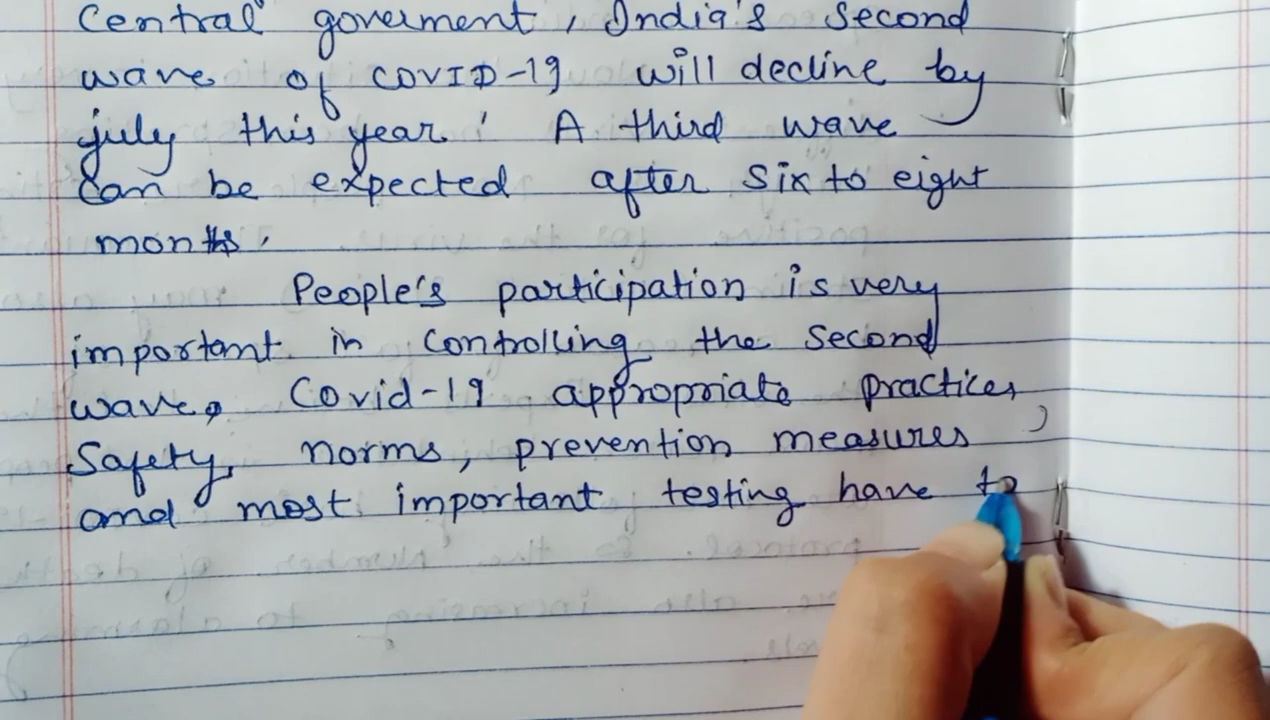 Central goverment, India's second
wave of COVID-19 will decline by
july this year. A third wave
can be expected after six to eight
months.
People's participation is very
important in controlling the second
wave. Covid-19 appropriate practices,
Safety, norms, prevention measures
and most important testing have to